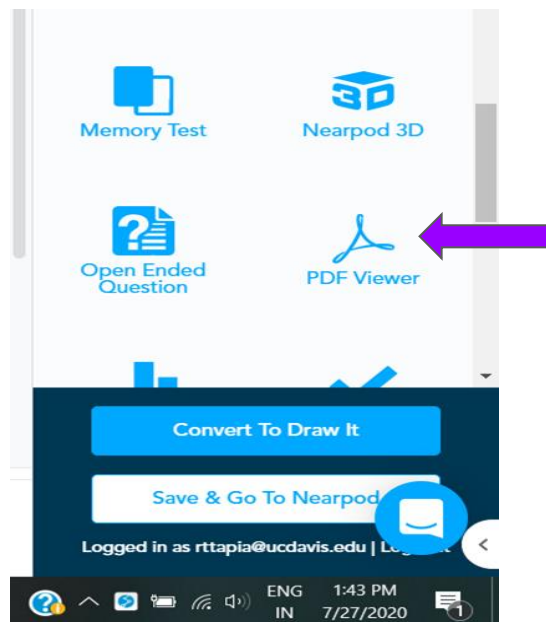 3D
Memory Test
Nearpod 3D
?
Open Ended
Question
PDF Viewer
Convert To Draw It
Save & Go To Nearpod
Logged in as rttapia@ucdavis.edu |
ENG
1:43 PM
IN
7/27/2020
1